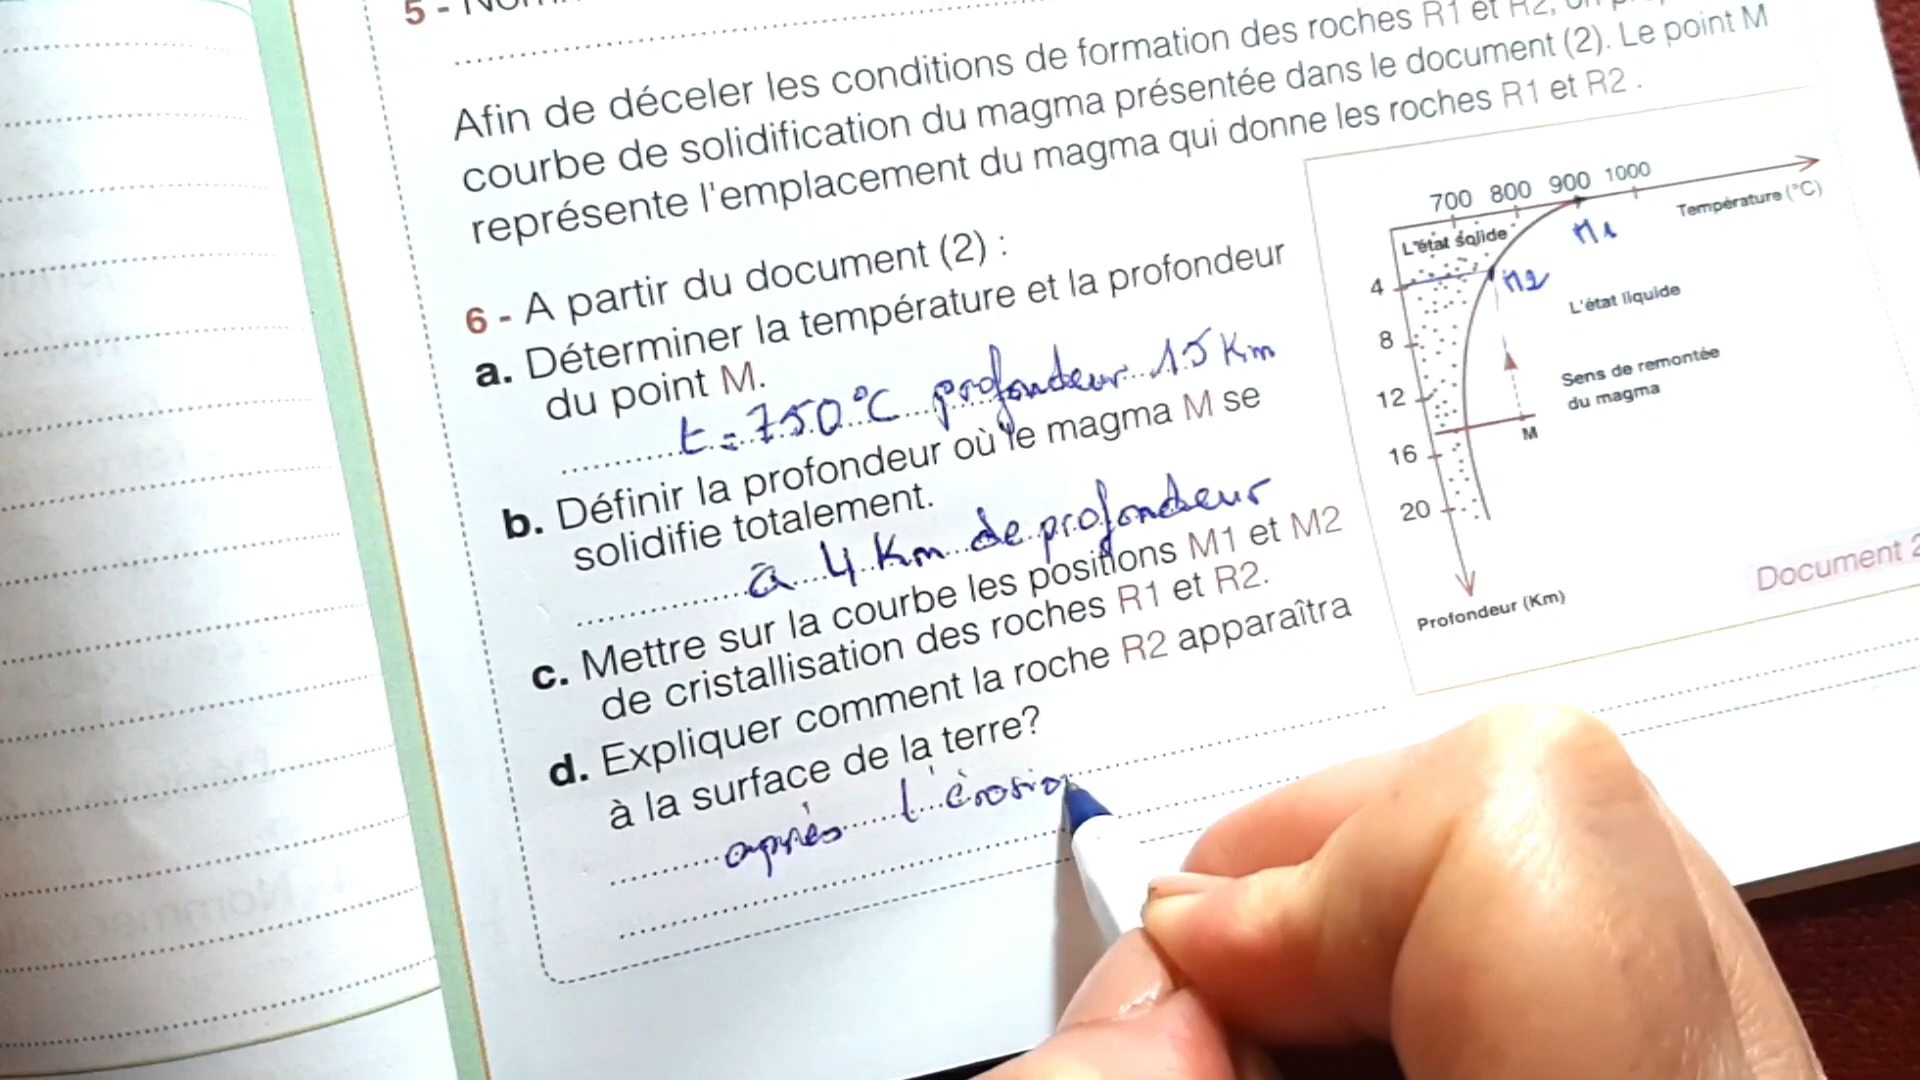 5 -
Afin de déceler les conditions de formation des roches R1 et R2,
courbe de solidification du magma présentée dans le document (2). Le point M
représente l'emplacement du magma qui donne les roches R1 et R2 .
6 - A partir du document (2) :
a. Déterminer la température et la profondeur
du point M.
t = 750°C profondeur 15 Km
b. Définir la profondeur où le magma M se
solidifie totalement.
à 4 Km de profondeur
c. Mettre sur la courbe les positions M1 et M2
de cristallisation des roches R1 et R2.
d. Expliquer comment la roche R2 apparaîtra
à la surface de la terre?
après l'érosion
700 800 900 1000
Température (°C)
L'état solide
M1
4
M2
L'état liquide
8
Sens de remontée
du magma
12
M
16
20
Profondeur (Km)
Document 2